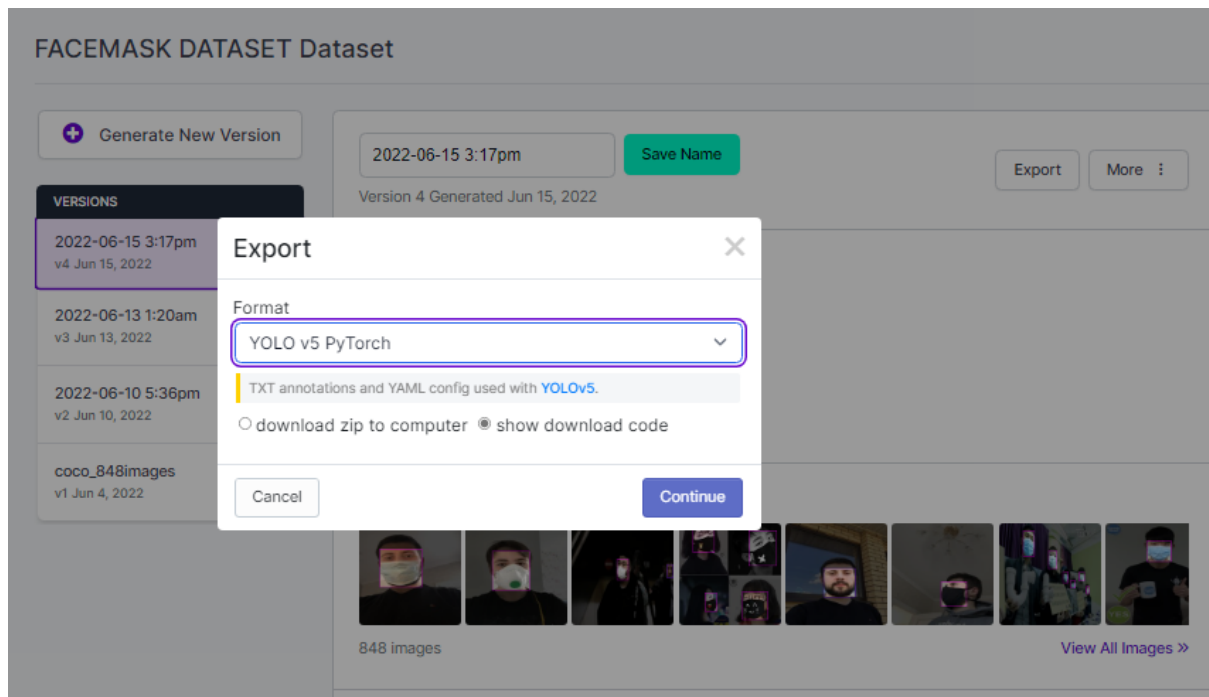 FACEMASK DATASET Dataset
Generate New Version
2022-06-15 3:17pm
Save Name
Export
More
Version 4 Generated Jun 15, 2022
VERSIONS
2022-06-15 3:17pm
v4 Jun 15, 2022
2022-06-13 1:20am
v3 Jun 13, 2022
2022-06-10 5:36pm
v2 Jun 10, 2022
coco_848images
v1 Jun 4, 2022
Export
Format
YOLO v5 PyTorch
TXT annotations and YAML config used with YOLOv5.
download zip to computer show download code
Cancel
Continue
848 images
View All Images »